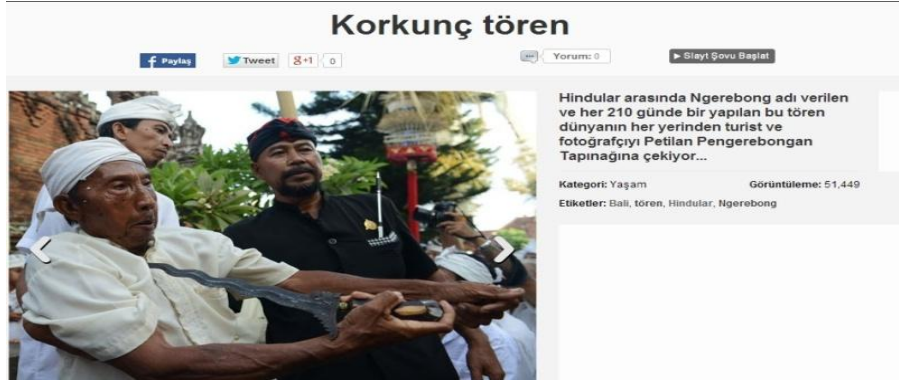 Korkunç tören
Paylaş
Tweet
g+1
0
Yorum: 0
► Slayt Şovu Başlat
Hindular arasında Ngerebong adı verilen
ve her 210 günde bir yapılan bu tören
dünyanın her yerinden turist ve
fotoğrafçıyı Petilan Pengerebongan
Tapınağına çekiyor...
Kategori: Yaşam
Görüntüleme: 51,449
Etiketler: Bali, tören, Hindular, Ngerebong